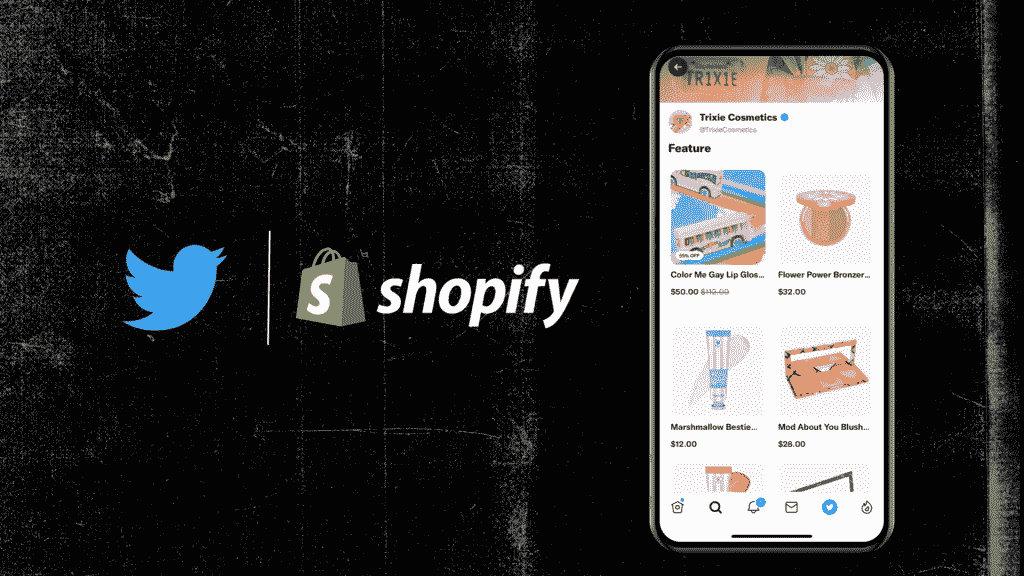 shopify
TRIXIE
Trixie Cosmetics
@TrixieCosmetics
Feature
55% OFF
Color Me Gay Lip Glos...
$50.00 $112.00
Flower Power Bronzer...
$32.00
Marshmallow Bestie...
$12.00
Mod About You Blush...
$28.00